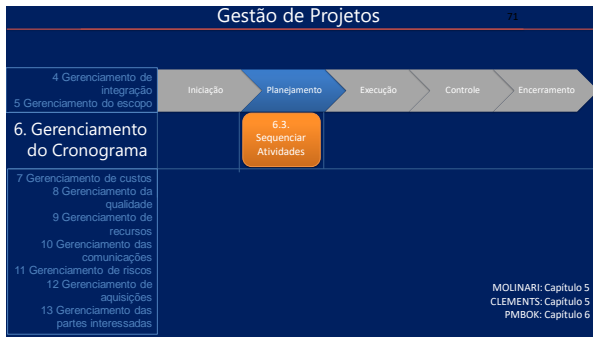 Gestão de Projetos
71
4 Gerenciamento de
integração
5 Gerenciamento do escopo
Iniciação
Planejamento
Execução
Controle
Encerramento
6. Gerenciamento
do Cronograma
6.3.
Sequenciar
Atividades
7 Gerenciamento de custos
8 Gerenciamento da
qualidade
9 Gerenciamento de
recursos
10 Gerenciamento das
comunicações
11 Gerenciamento de riscos
12 Gerenciamento de
aquisições
13 Gerenciamento das
partes interessadas
MOLINARI: Capítulo 5
CLEMENTS: Capítulo 5
PMBOK: Capítulo 6